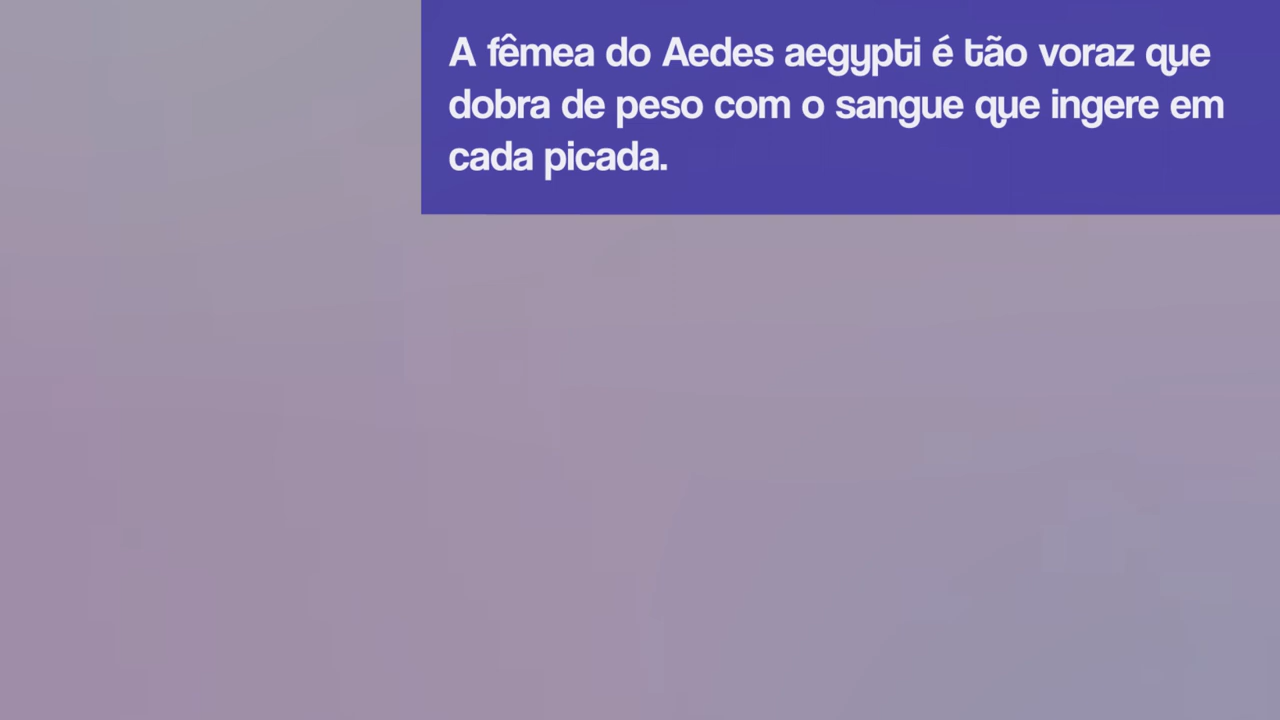 A fêmea do Aedes aegypti é tão voraz que
dobra de peso com o sangue que ingere em
cada picada.